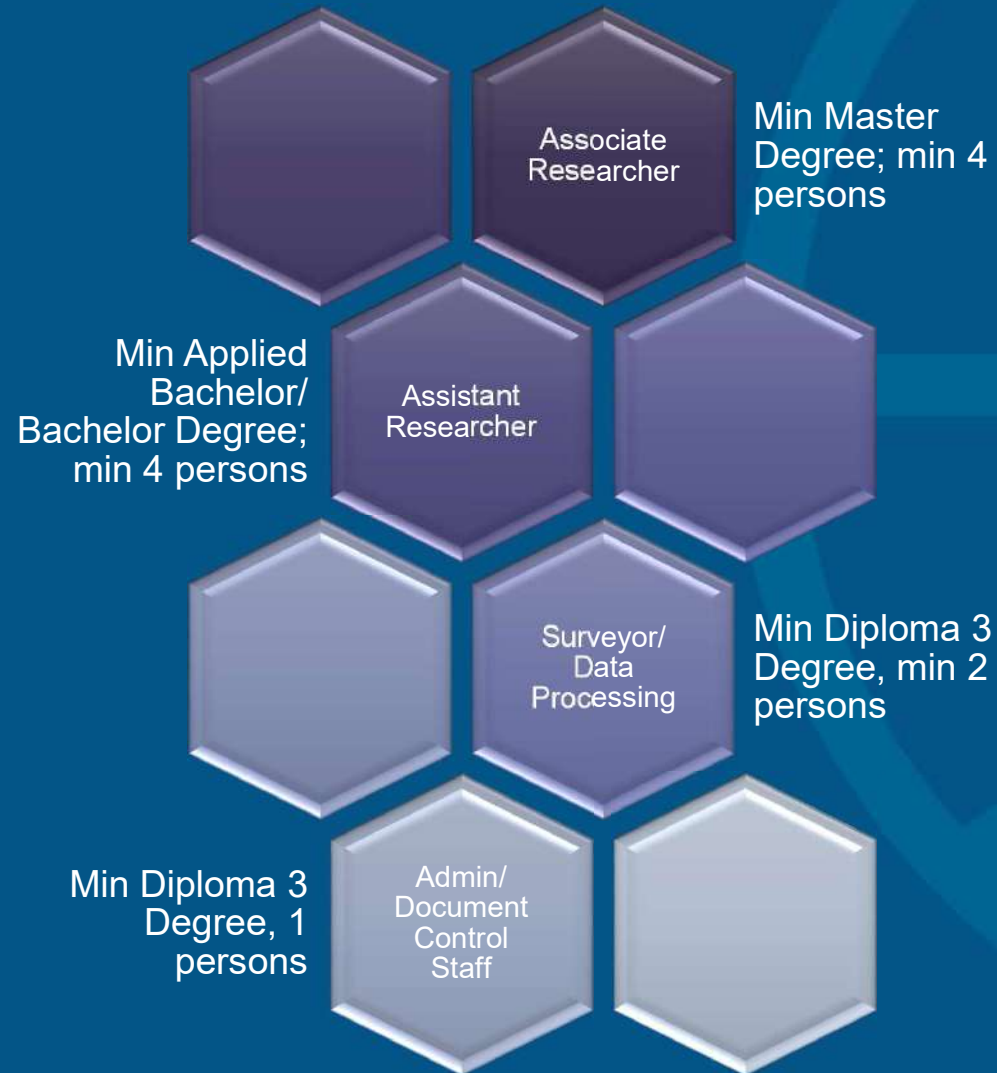 Associate
Researcher
Min Master
Degree; min 4
persons
Min Applied
Bachelor/
Bachelor Degree;
min 4 persons
Assistant
Researcher
Surveyor/
Data
Processing
Min Diploma 3
Degree, min 2
persons
Min Diploma 3
Degree, 1
persons
Admin/
Document
Control
Staff